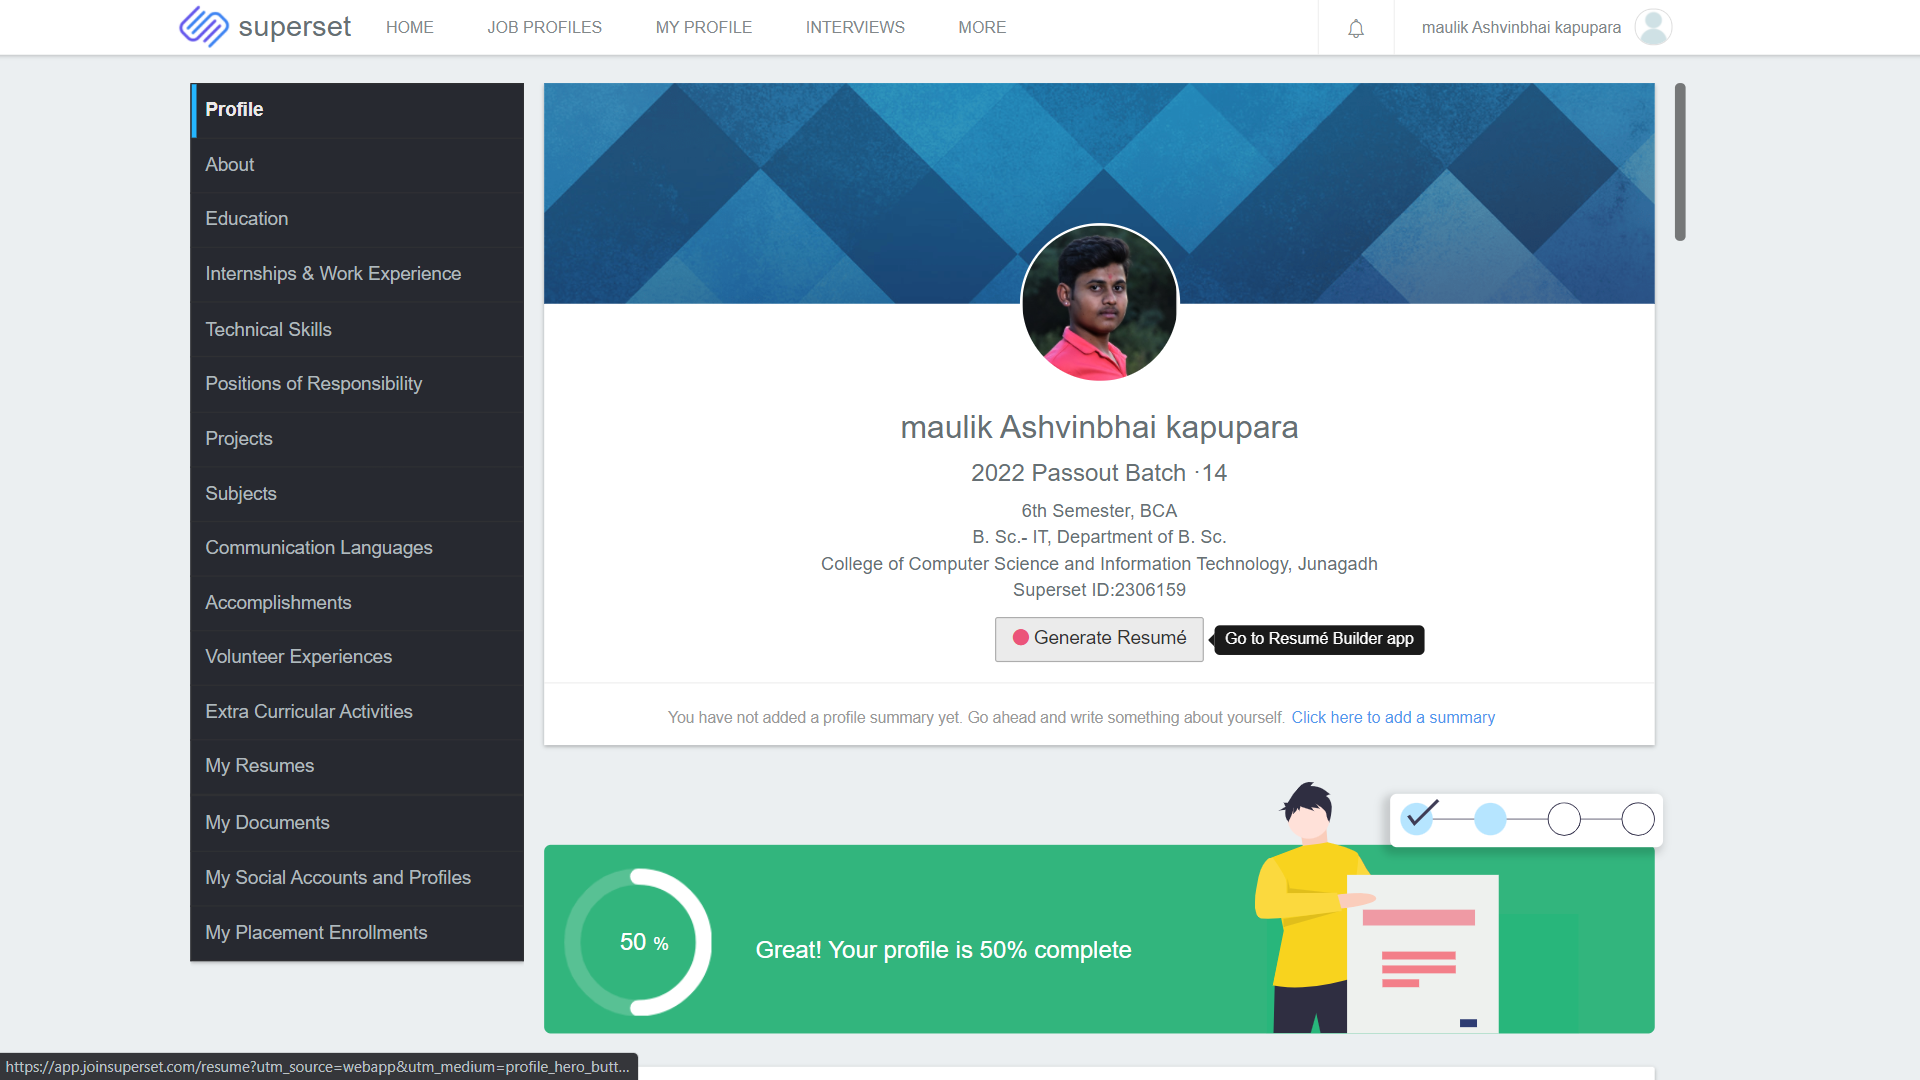 superset
HOME
JOB PROFILES
MY PROFILE
INTERVIEWS
MORE
maulik Ashvinbhai kapupara
Profile
About
Education
Internships & Work Experience
Technical Skills
Positions of Responsibility
Projects
Subjects
Communication Languages
Accomplishments
Volunteer Experiences
Extra Curricular Activities
My Resumes
My Documents
My Social Accounts and Profiles
My Placement Enrollments
maulik Ashvinbhai kapupara
2022 Passout Batch ·14
6th Semester, BCA
B. Sc.- IT, Department of B. Sc.
College of Computer Science and Information Technology, Junagadh
Superset ID:2306159
Generate Resumé
Go to Resumé Builder app
You have not added a profile summary yet. Go ahead and write something about yourself. Click here to add a summary
50 %
Great! Your profile is 50% complete
https://app.joinsuperset.com/resume?utm_source=webapp&utm_medium=profile_hero_butt...